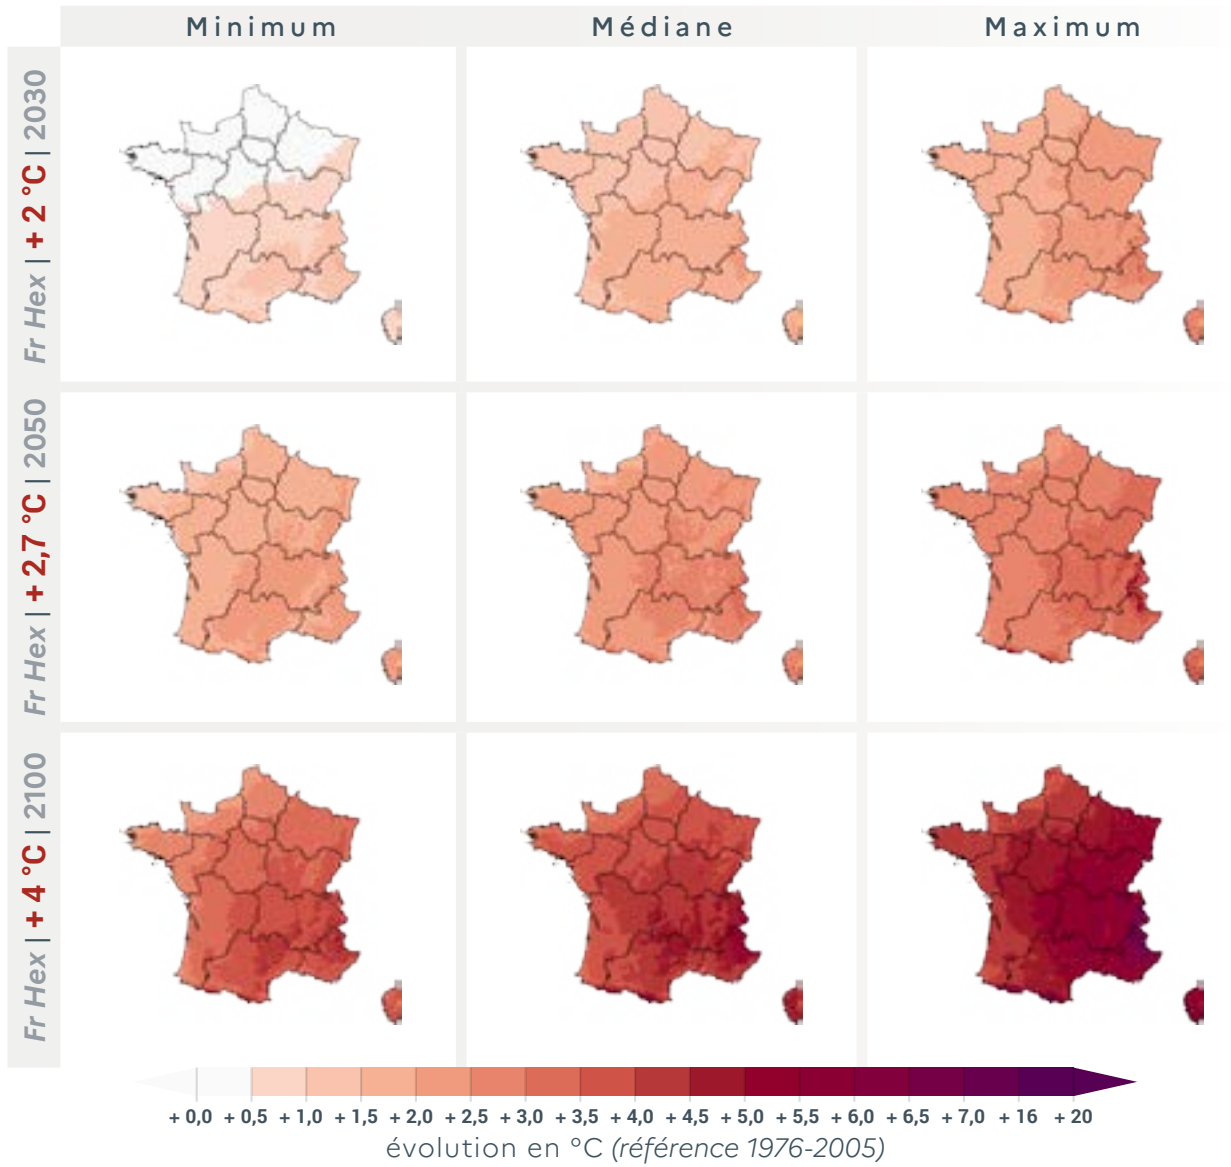 Minimum Médiane Maximum
Fr Hex | + 2 °C | 2030
Fr Hex | + 2,7 °C | 2050
Fr Hex | + 4 °C | 2100
+ 0,0 + 0,5 + 1,0 + 1,5 + 2,0 + 2,5 + 3,0 + 3,5 + 4,0 + 4,5 + 5,0 + 5,5 + 6,0 + 6,5 + 7,0 + 16 + 20
évolution en °C (référence 1976-2005)